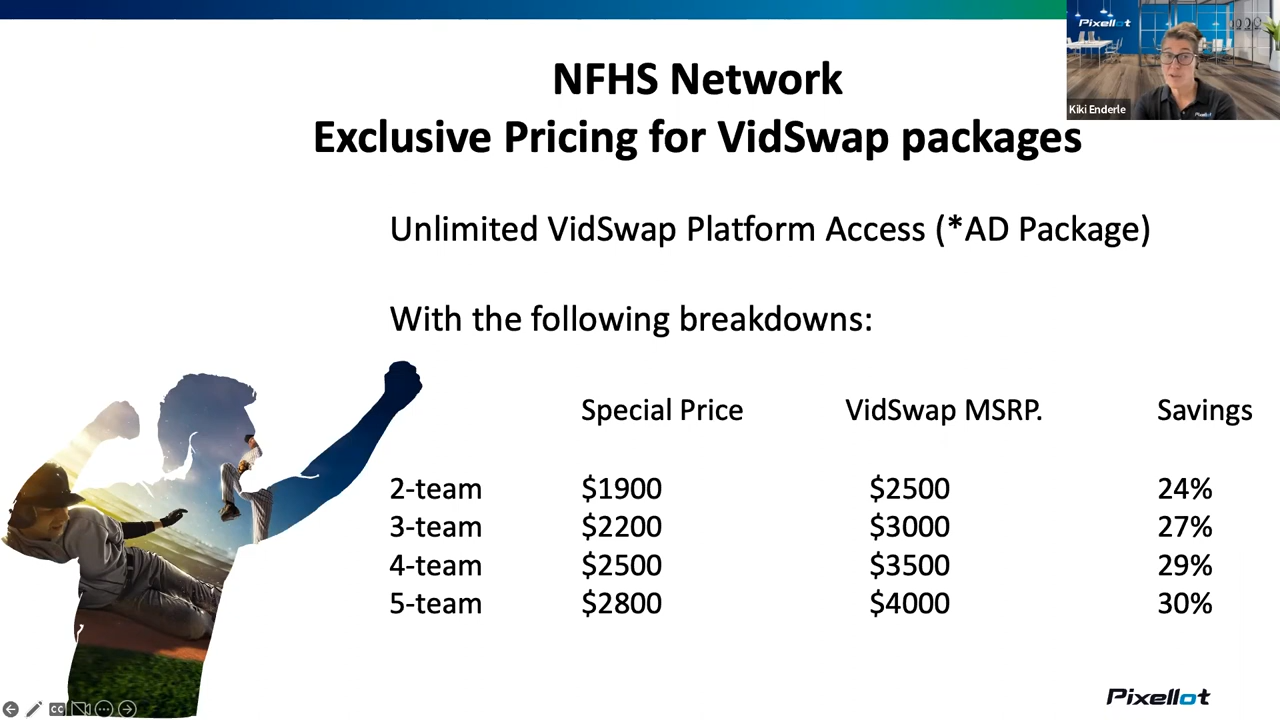 NFHS Network
Exclusive Pricing for VidSwap packages
Pixellot
Kiki Enderle
Pixellot
Unlimited VidSwap Platform Access (*AD Package)
With the following breakdowns:
Special Price VidSwap MSRP. Savings
2-team $1900 $2500 24%
3-team $2200 $3000 27%
4-team $2500 $3500 29%
5-team $2800 $4000 30%
CC
Pixellot